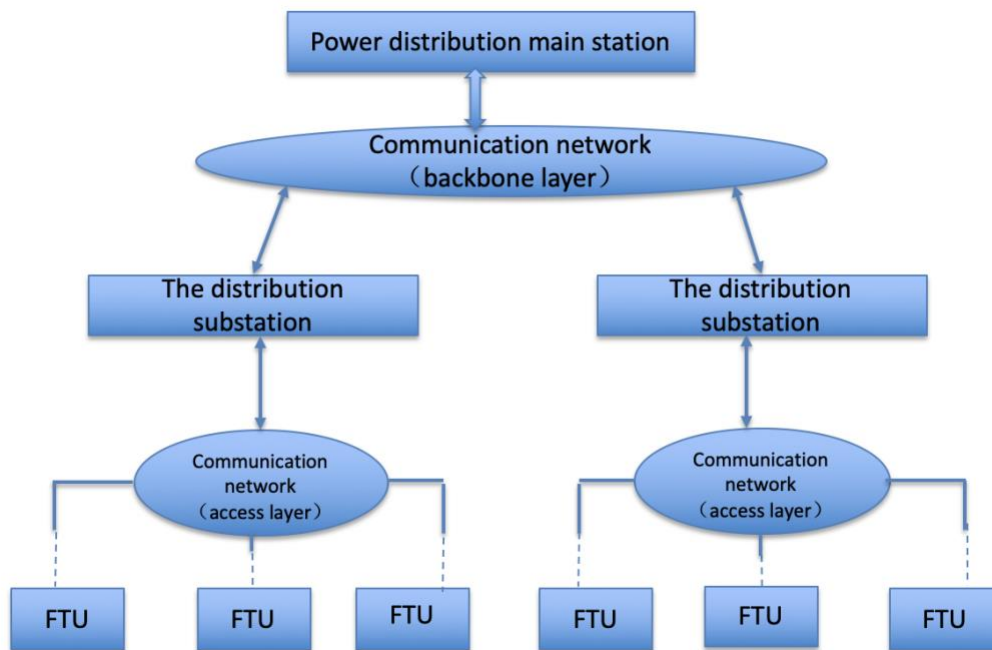 Power distribution main station
Communication network
（backbone layer）
The distribution
substation
The distribution
substation
Communication
network
（access layer）
Communication
network
（access layer）
FTU
FTU
FTU
FTU
FTU
FTU